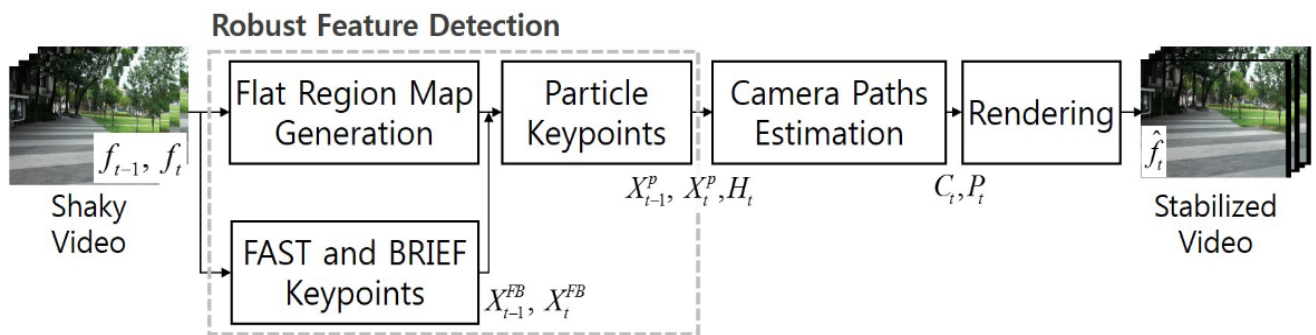 Robust Feature Detection
Flat Region Map
Generation
Particle
Keypoints
Camera Paths
Estimation
Rendering
f_{t-1}, f_t
\hat{f}_t
X^p_{t-1}, X^p_t, H_t
C_t, P_t
Shaky
Video
Stabilized
Video
FAST and BRIEF
Keypoints
X^{FB}_{t-1}, X^{FB}_t